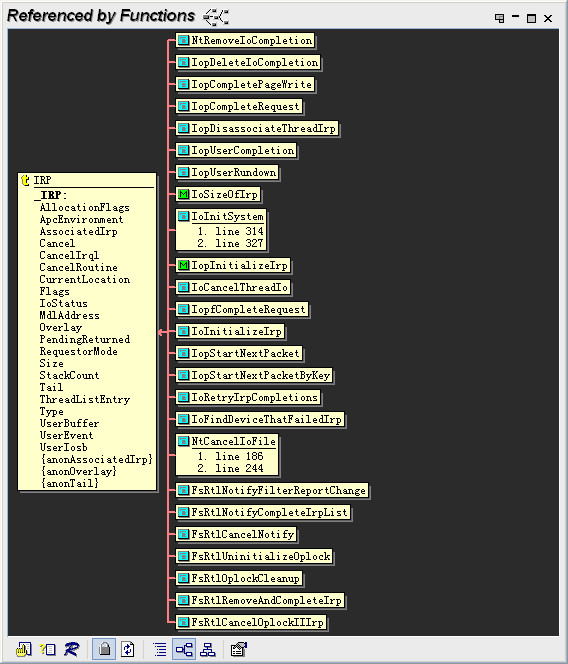 Referenced by Functions
IRP
_IRP:
AllocationFlags
ApcEnvironment
AssociatedIrp
Cancel
CancelIrql
CancelRoutine
CurrentLocation
Flags
IoStatus
MdlAddress
Overlay
PendingReturned
RequestorMode
Size
StackCount
Tail
ThreadListEntry
Type
UserBuffer
UserEvent
UserIosb
{anonAssociatedIrp}
{anonOverlay}
{anonTail}
NtRemoveIoCompletion
IopDeleteIoCompletion
IopCompletePageWrite
IopCompleteRequest
IopDisassociateThreadIrp
IopUserCompletion
IopUserRundown
M IoSizeOfIrp
IoInitSystem
1. line 314
2. line 327
M IopInitializeIrp
IoCancelThreadIo
IopfCompleteRequest
IoInitializeIrp
IopStartNextPacket
IopStartNextPacketByKey
IoRetryIrpCompletions
IoFindDeviceThatFailedIrp
NtCancelIoFile
1. line 186
2. line 244
FsRtlNotifyFilterReportChange
FsRtlNotifyCompleteIrpList
FsRtlCancelNotify
FsRtlUninitializeOplock
FsRtlOplockCleanup
FsRtlRemoveAndCompleteIrp
FsRtlCancelOplockIIIrp